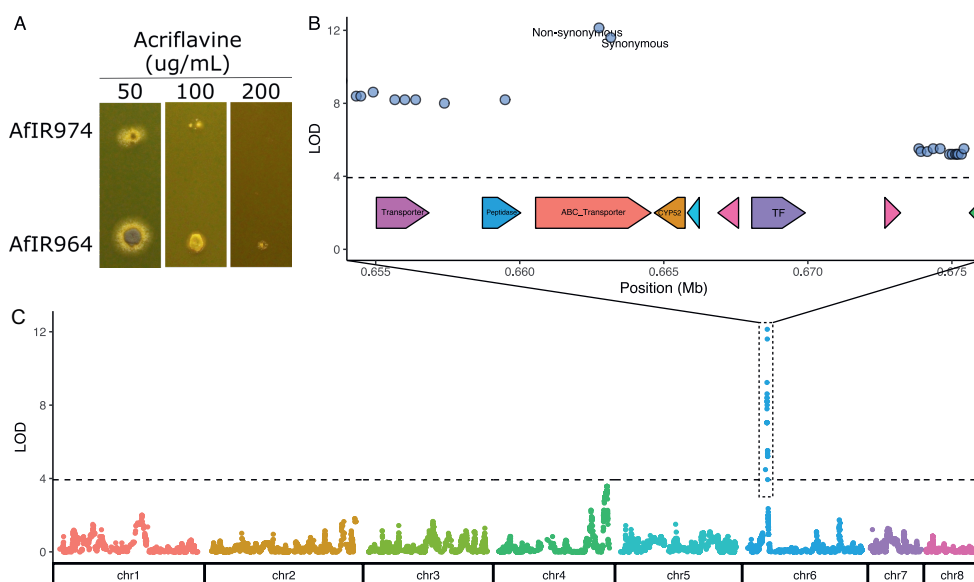 A
Acriflavine
(ug/mL)
50 100 200
AfIR974
AfIR964
B
12
8
4
0
LOD
Non-synonymous
Synonymous
Transporter
Peptidase
ABC_Transporter
CYP52
TF
0.655 0.660 0.665 0.670 0.675
Position (Mb)
C
12
8
4
0
LOD
chr1 chr2 chr3 chr4 chr5 chr6 chr7 chr8